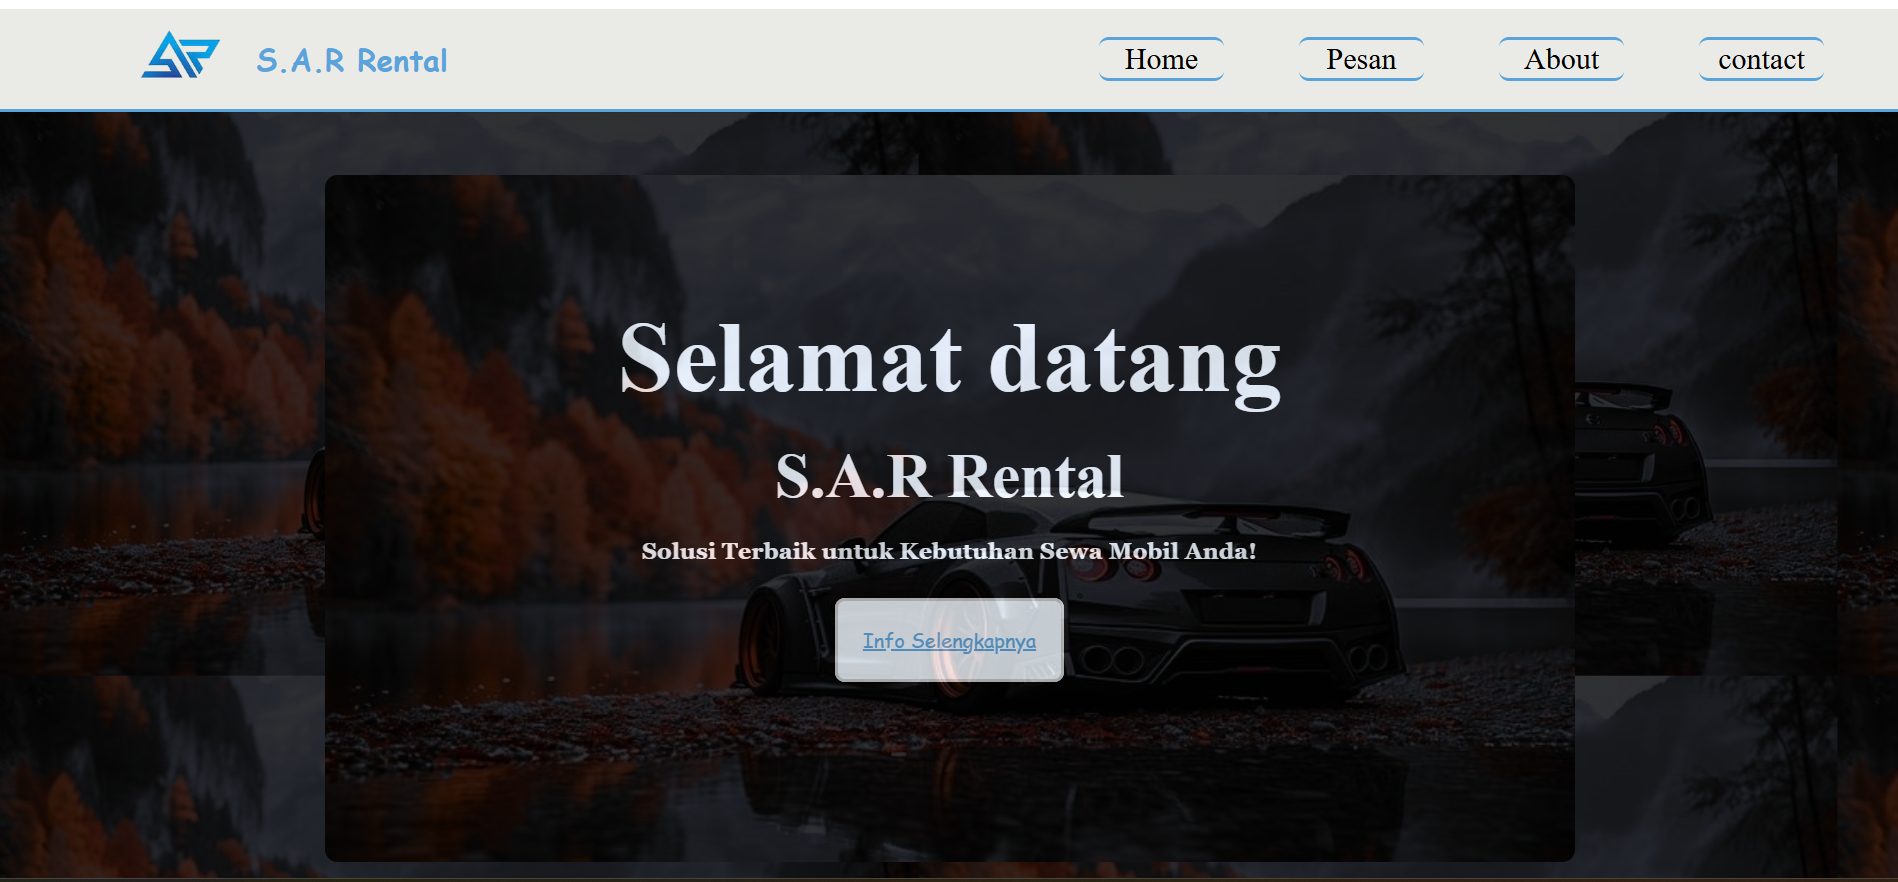 S.A.R Rental
Home
Pesan
About
contact
Selamat datang
S.A.R Rental
Solusi Terbaik untuk Kebutuhan Sewa Mobil Anda!
Info Selengkapnya